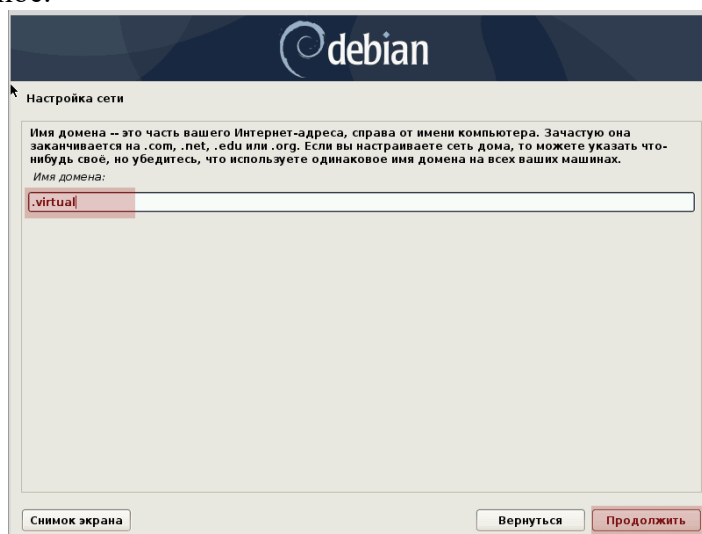 debian
Настройка сети
Имя домена -- это часть вашего Интернет-адреса, справа от имени компьютера. Зачастую она
заканчивается на .com, .net, .edu или .org. Если вы настраиваете сеть дома, то можете указать что-
нибудь своё, но убедитесь, что используете одинаковое имя домена на всех ваших машинах.
Имя домена:
.virtual
Снимок экрана
Вернуться
Продолжить